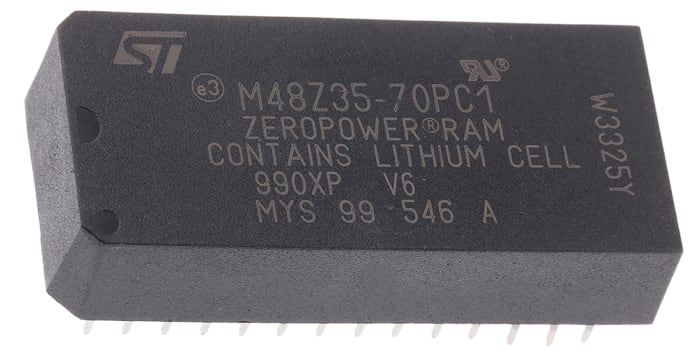 ST
e3 M48Z35-70PC1
ZEROPOWER®RAM
CONTAINS LITHIUM CELL
990XP V6
MYS 99 546 A
W3325Y